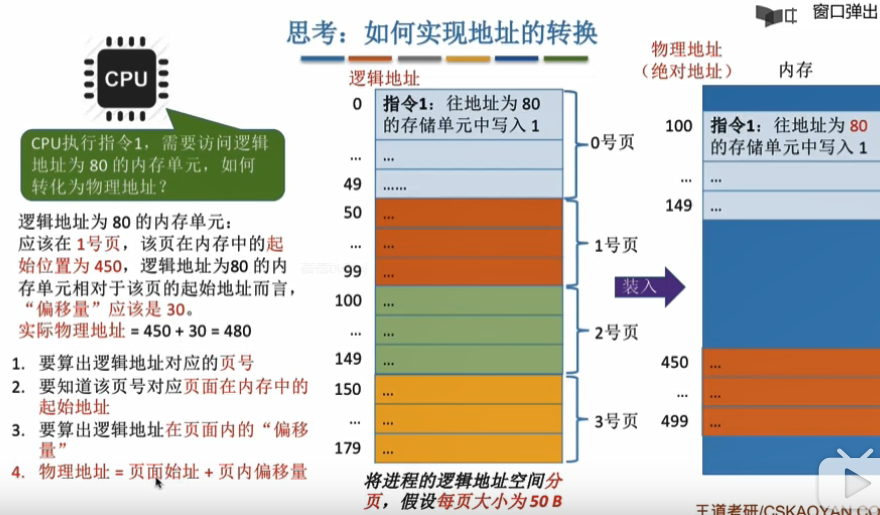 窗口弹出
思考：如何实现地址的转换
CPU
CPU执行指令1，需要访问逻辑
地址为 80 的内存单元，如何
转化为物理地址？
逻辑地址为 80 的内存单元：
应该在 1号页，该页在内存中的起
始位置为 450，逻辑地址为80 的内
存单元相对于该页的起始地址而言，
“偏移量”应该是 30。
实际物理地址 = 450 + 30 = 480
1. 要算出逻辑地址对应的页号
2. 要知道该页号对应页面在内存中的
起始地址
3. 要算出逻辑地址在页面内的“偏移
量”
4. 物理地址 = 页面始址 + 页内偏移量
逻辑地址
0
指令1：往地址为 80
的存储单元中写入 1
... ...
49 ......
0号页
50 ...
... ...
99 ...
1号页
100 ...
... ...
149 ...
2号页
150 ...
... ...
179 ...
3号页
将进程的逻辑地址空间分
页，假设每页大小为 50 B
装入
物理地址
（绝对地址）
内存
100
指令1：往地址为 80
的存储单元中写入 1
... ...
149 ...
450 ...
... ...
499 ...
王道考研/CSKAOYAN.CO